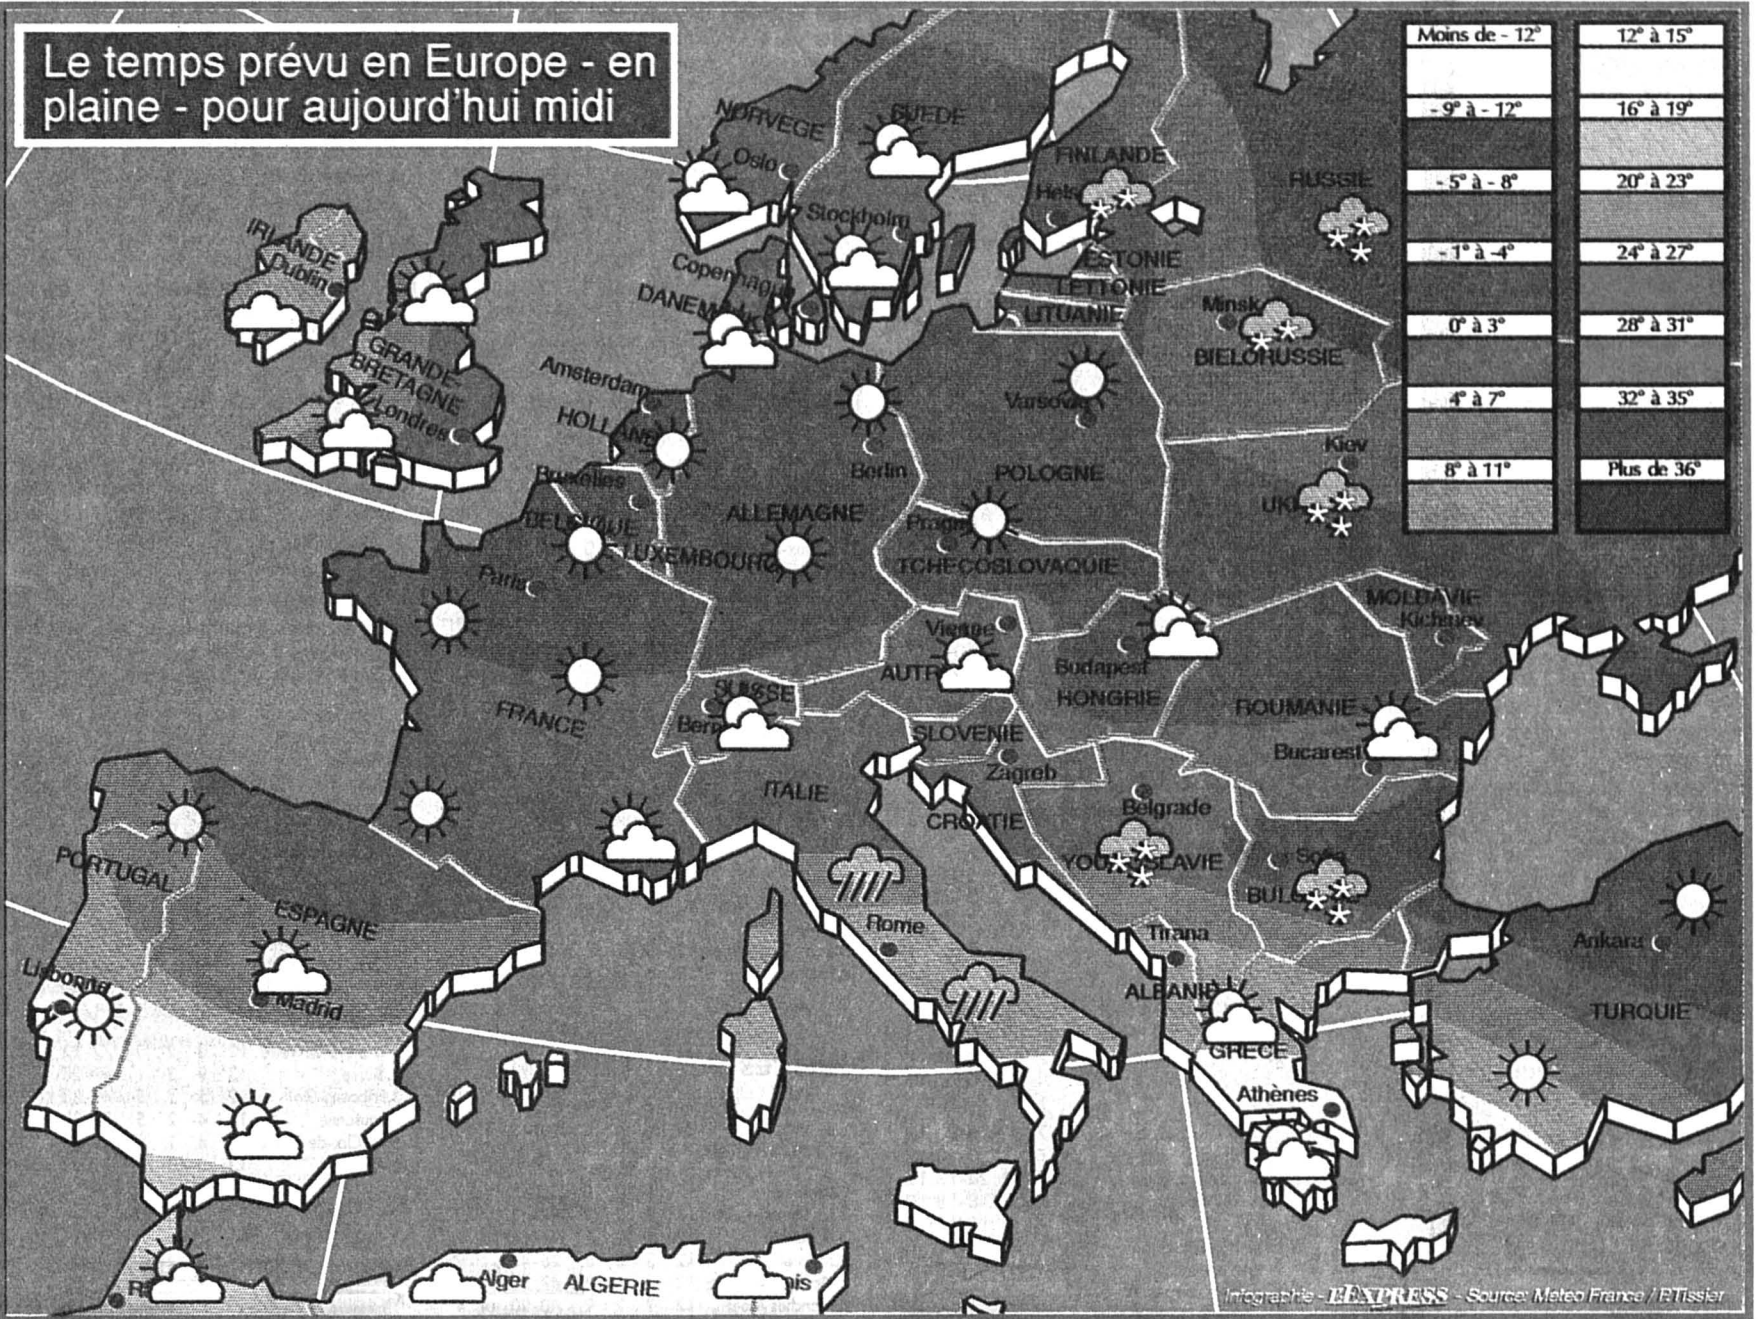 Le temps prévu en Europe - en
plaine - pour aujourd'hui midi
Moins de - 12°
- 9° à - 12°
- 5° à - 8°
- 1° à -4°
0° à 3°
4° à 7°
8° à 11°
12° à 15°
16° à 19°
20° à 23°
24° à 27°
28° à 31°
32° à 35°
Plus de 36°
NORVEGE
Oslo
SUEDE
Stockholm
FINLANDE
RUSSIE
ESTONIE
LETTONIE
LITUANIE
Minsk
BIELORUSSIE
IRLANDE
Dublin
GRANDE-
BRETAGNE
Londres
Copenhague
Amsterdam
Bruxelles
LUXEMBOURG
ALLEMAGNE
Berlin
Varsovie
POLOGNE
TCHECOSLOVAQUIE
Kiev
MOLDAVIE
Kichinev
Paris
FRANCE
SUISSE
Vienne
Budapest
HONGRIE
SLOVENIE
Zagreb
CROATIE
ITALIE
Rome
ROUMANIE
Bucarest
Belgrade
Sofia
Tirana
ALBANIE
GRECE
Athènes
Ankara
TURQUIE
PORTUGAL
Lisbonne
ESPAGNE
Madrid
Alger
ALGERIE
Infographie - L'EXPRESS - Source: Meteo France / P.Tissier